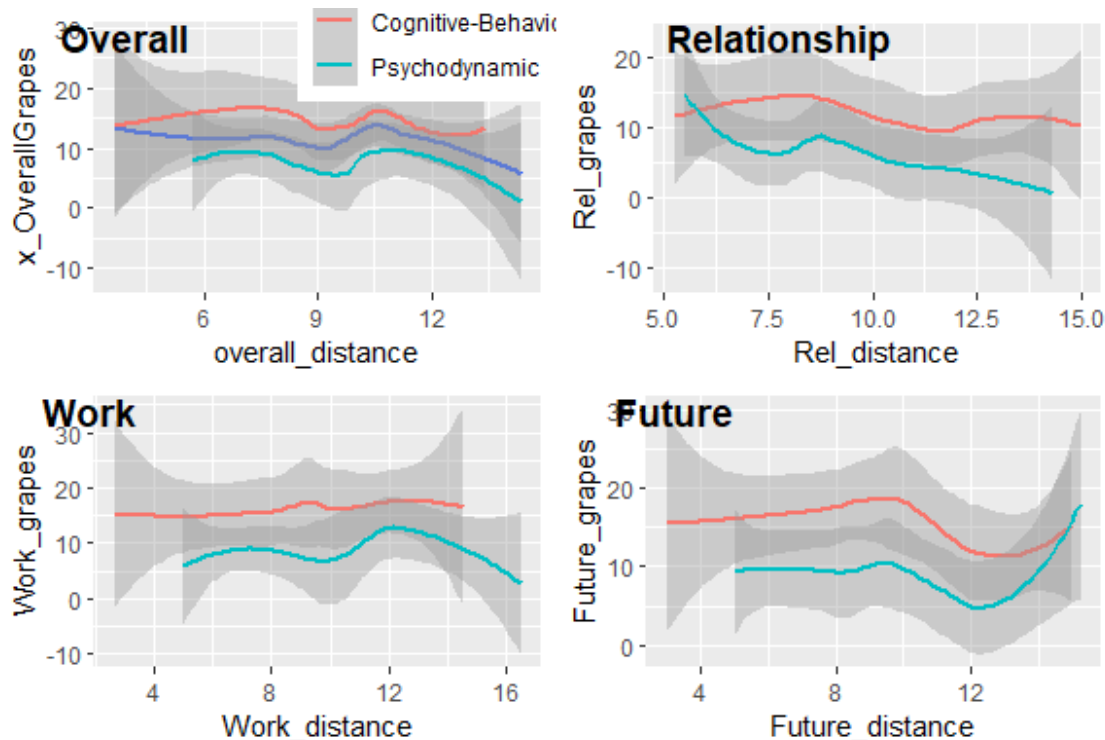 Overall
Cognitive-Behavio
Psychodynamic
30
20
10
0
-10
x_OverallGrapes
6 9 12
overall_distance
Relationship
20
10
0
-10
Rel_grapes
5.0 7.5 10.0 12.5 15.0
Rel_distance
Work
30
20
10
0
-10
Work_grapes
4 8 12 16
Work_distance
Future
30
20
10
0
Future_grapes
4 8 12
Future_distance